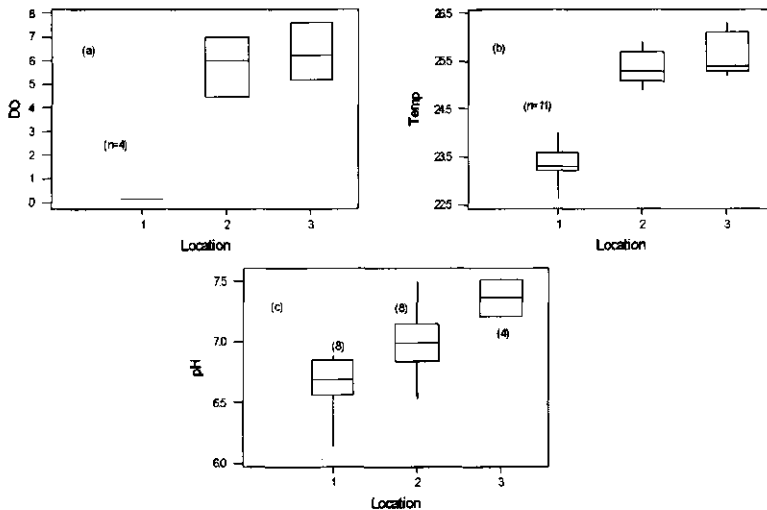 8
7
6
5
4
3
2
1
0
DO
(a)
(n=4)
1 2 3
Location
26.5
25.5
24.5
23.5
22.5
Temp
(b)
(n=11)
1 2 3
Location
7.5
7.0
6.5
6.0
pH
(c)
(8)
(8)
(4)
1 2 3
Location